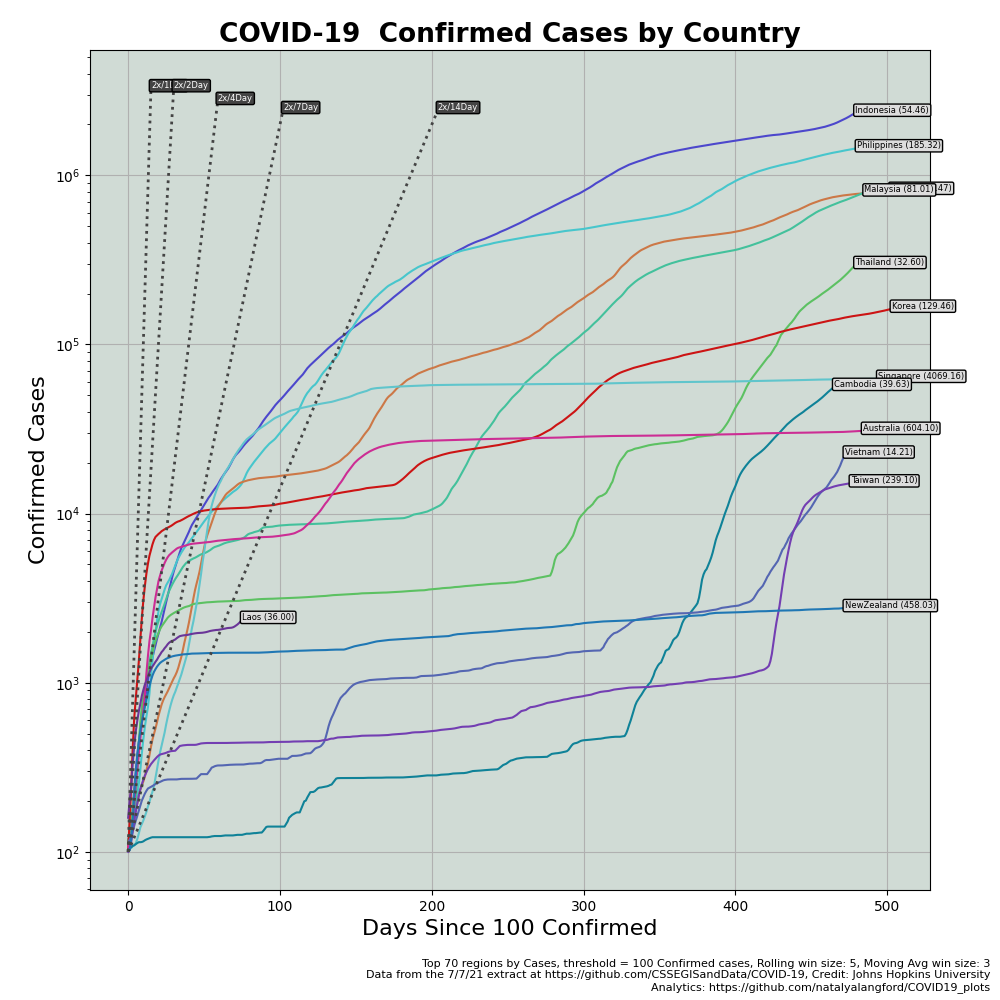 COVID-19  Confirmed Cases by Country
2x/1
2x/2Day
2x/4Day
2x/7Day
2x/14Day
Indonesia (54.46)
Philippines (185.32)
47)
Malaysia (81.01)
Thailand (32.60)
Korea (129.46)
Singapore (4069.16)
Cambodia (39.63)
Australia (604.10)
Vietnam (14.21)
Taiwan (239.10)
NewZealand (458.03)
Laos (36.00)
Confirmed Cases
10^6
10^5
10^4
10^3
10^2
0 100 200 300 400 500
Days Since 100 Confirmed
Top 70 regions by Cases, threshold = 100 Confirmed cases, Rolling win size: 5, Moving Avg win size: 3
Data from the 7/7/21 extract at https://github.com/CSSEGISandData/COVID-19, Credit: Johns Hopkins University
Analytics: https://github.com/natalyalangford/COVID19_plots